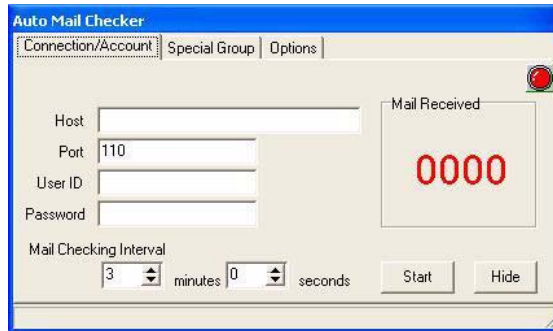 Auto Mail Checker
Connection/Account Special Group Options
Mail Received
Host
Port 110
0000
User ID
Password
Mail Checking Interval
3 minutes 0 seconds
Start Hide